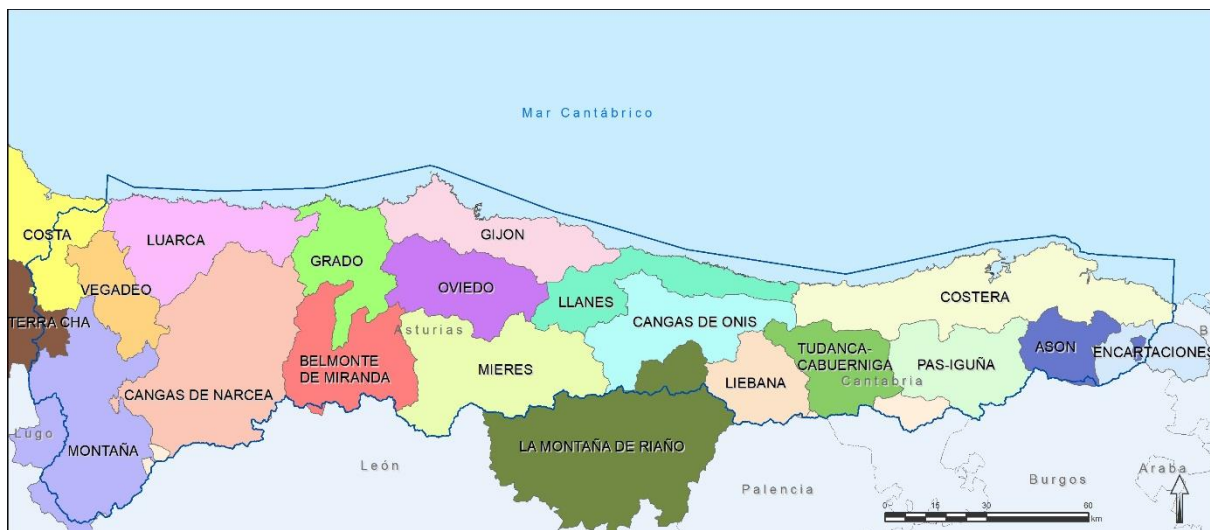 Mar Cantábrico
COSTA
LUARCA
GIJON
GRADO
VEGADEO
OVIEDO
LLANES
COSTERA
TERRA CHA
Asturias
CANGAS DE ONIS
BELMONTE
DE MIRANDA
MIERES
LIEBANA
TUDANCA-
CABUERNIGA
PAS-IGUÑA
ASON
ENCARTACIONES
Cantabria
CANGAS DE NARCEA
Lugo
MONTAÑA
LA MONTAÑA DE RIAÑO
León
Palencia
Burgos
Araba
B
0 15 30 60
km